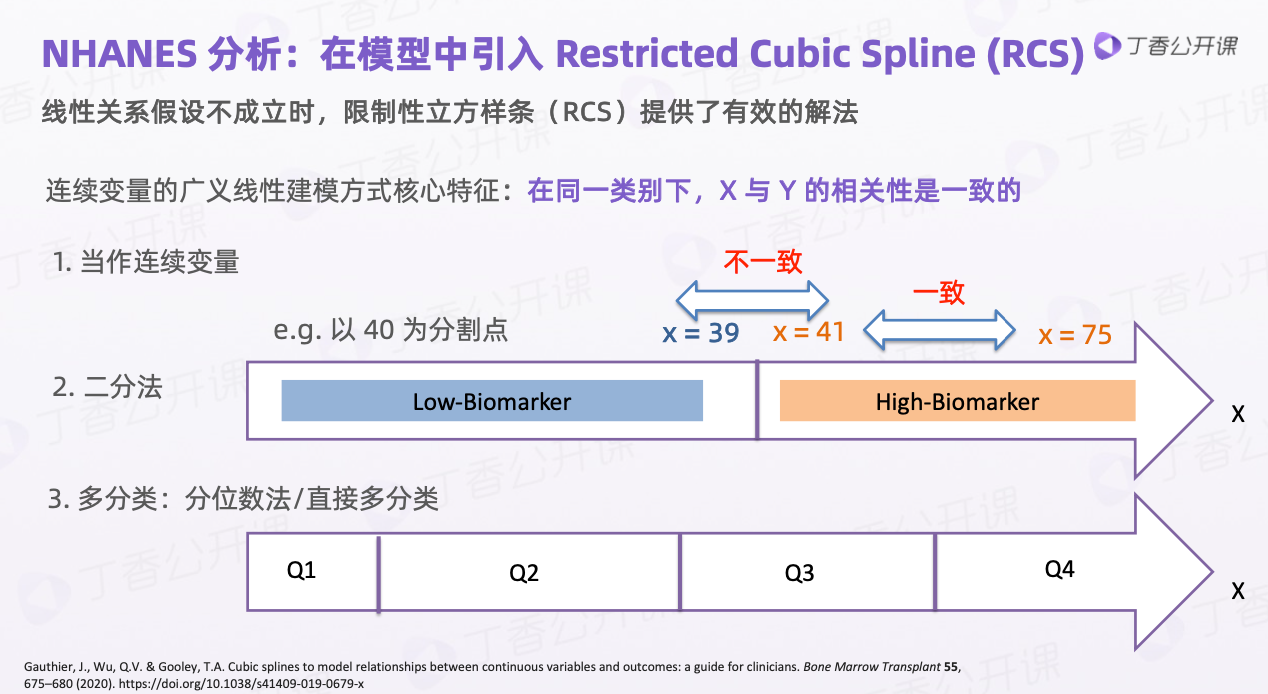 NHANES 分析：在模型中引入 Restricted Cubic Spline (RCS)
丁香公开课
线性关系假设不成立时，限制性立方样条（RCS）提供了有效的解法
连续变量的广义线性建模方式核心特征：在同一类别下，X 与 Y 的相关性是一致的
1. 当作连续变量
不一致
一致
e.g. 以 40 为分割点
x = 39
x = 41
x = 75
2. 二分法
Low-Biomarker
High-Biomarker
X
3. 多分类：分位数法/直接多分类
Q1
Q2
Q3
Q4
X
Gauthier, J., Wu, Q.V. & Gooley, T.A. Cubic splines to model relationships between continuous variables and outcomes: a guide for clinicians. Bone Marrow Transplant 55,
675–680 (2020). https://doi.org/10.1038/s41409-019-0679-x